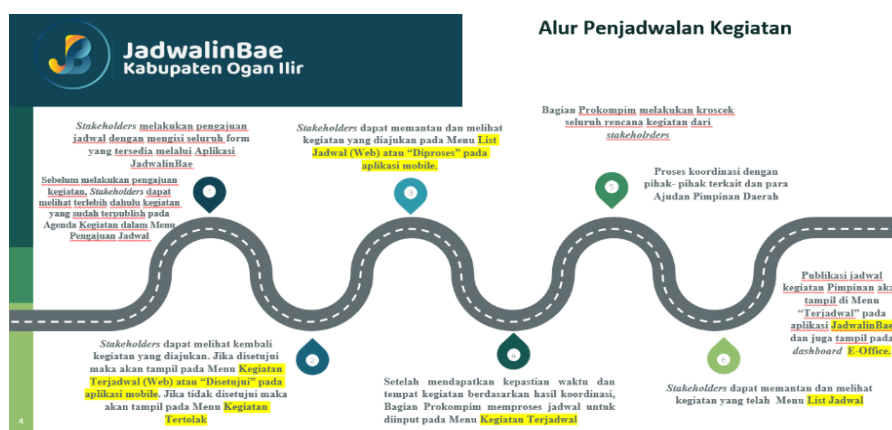 Alur Penjadwalan Kegiatan
JadwalinBae
Kabupaten Ogan Ilir
Stakeholders melakukan pengajuan
jadwal dengan mengisi seluruh form
yang tersedia melalui Aplikasi
JadwalinBae
Sebelum melakukan pengajuan
kegiatan, Stakeholders dapat
melihat terlebih dahulu kegiatan
yang sudah terpublish pada
Agenda Kegiatan dalam Menu
Pengajuan Jadwal
1
Stakeholders dapat memantau dan melihat
kegiatan yang diajukan pada Menu List
Jadwal (Web) atau “Diproses” pada
aplikasi mobile.
3
Bagian Prokompim melakukan kroscek
seluruh rencana kegiatan dari
stakeholrders
5
Proses koordinasi dengan
pihak- pihak terkait dan para
Ajudan Pimpinan Daerah
Publikasi jadwal
kegiatan Pimpinan aka
tampil di Menu
“Terjadwal” pada
aplikasi JadwalinBae
dan juga tampil pada
dashboard E-Office.
Stakeholders dapat melihat kembali
kegiatan yang diajukan. Jika disetujui
maka akan tampil pada Menu Kegiatan
Terjadwal (Web) atau “Disetujui” pada
aplikasi mobile. Jika tidak disetujui maka
akan tampil pada Menu Kegiatan
Tertolak
2
4
Setelah mendapatkan kepastian waktu dan
tempat kegiatan berdasarkan hasil koordinasi,
Bagian Prokompim memproses jadwal untuk
diinput pada Menu Kegiatan Terjadwal
6
Stakeholders dapat memantau dan melihat
kegiatan yang telah Menu List Jadwal
4